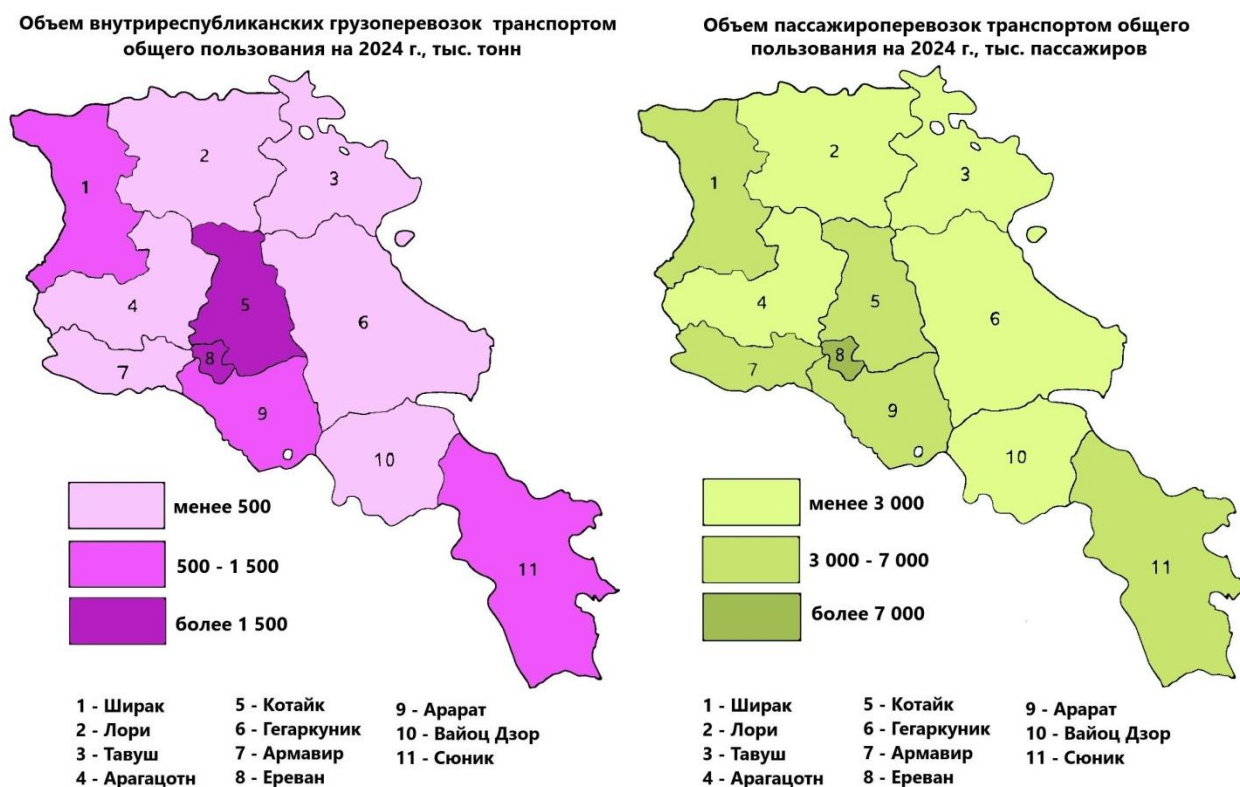 Объем внутриреспубликанских грузоперевозок транспортом
общего пользования на 2024 г., тыс. тонн
1
2
3
4
5
6
7
8
9
10
11
менее 500
500 - 1 500
более 1 500
1 - Ширак
2 - Лори
3 - Тавуш
4 - Арагацотн
5 - Котайк
6 - Гегаркуник
7 - Армавир
8 - Ереван
9 - Арарат
10 - Вайоц Дзор
11 - Сюник
Объем пассажироперевозок транспортом общего
пользования на 2024 г., тыс. пассажиров
1
2
3
4
5
6
7
8
9
10
11
менее 3 000
3 000 - 7 000
более 7 000
1 - Ширак
2 - Лори
3 - Тавуш
4 - Арагацотн
5 - Котайк
6 - Гегаркуник
7 - Армавир
8 - Ереван
9 - Арарат
10 - Вайоц Дзор
11 - Сюник